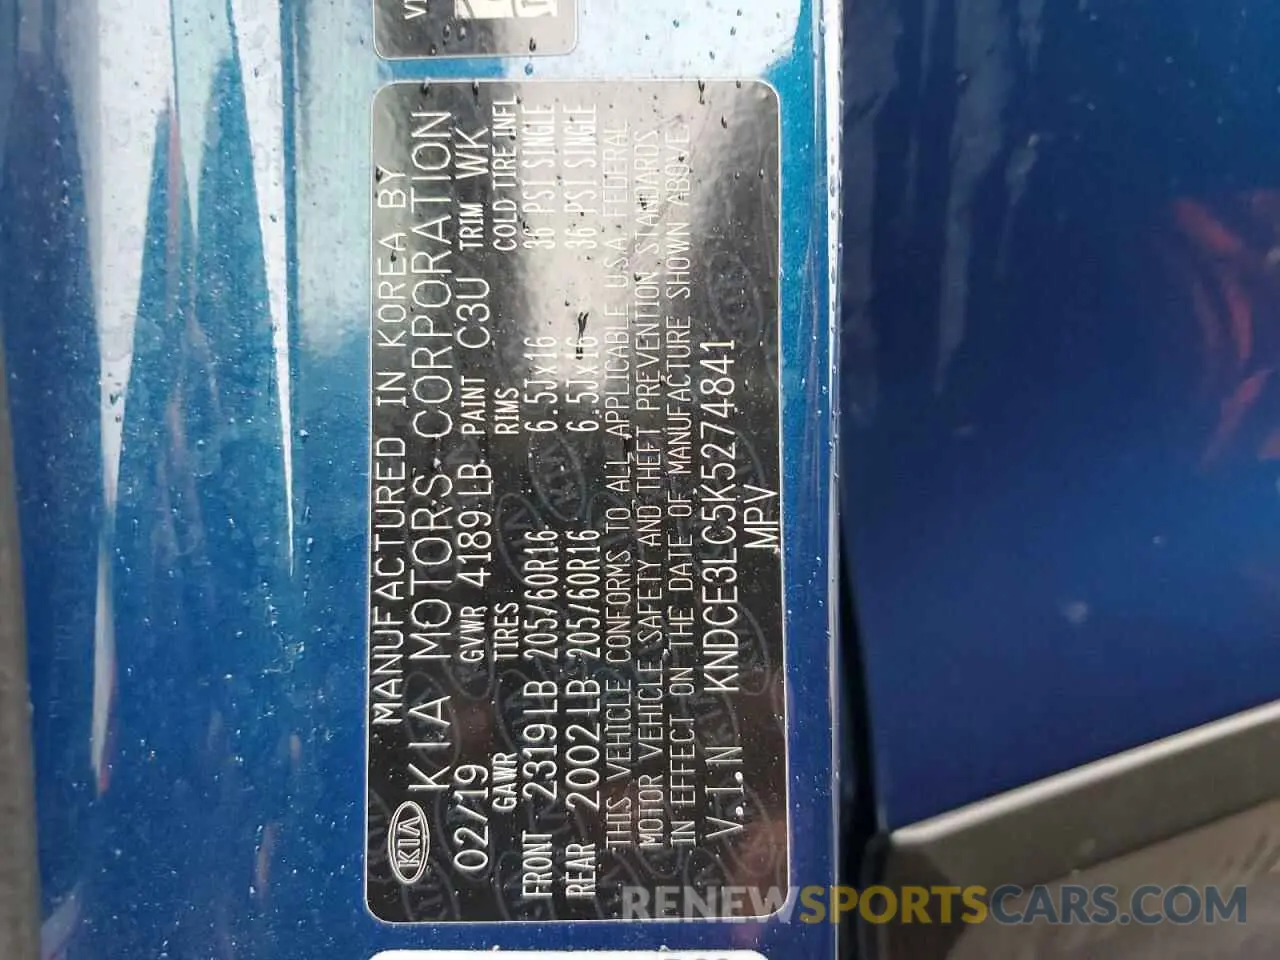 MANUFACTURED IN KOREA BY
KIA KIA MOTORS CORPORATION
02/19 GVWR 4189 LB PAINT C3U TRIM WK
GAWR TIRES RIMS COLD TIRE INFL
FRONT 2319 LB 205/60R16 6.5Jx16 36 PSI SINGLE
REAR 2002 LB 205/60R16 6.5Jx16 36 PSI SINGLE
THIS VEHICLE CONFORMS TO ALL APPLICABLE U.S.A FEDERAL
MOTOR VEHICLE SAFETY AND THEFT PREVENTION STANDARDS
IN EFFECT ON THE DATE OF MANUFACTURE SHOWN ABOVE.
V.I.N KNDCE3LC5K5274841
MPV
RENEWSPORTSCARS.COM